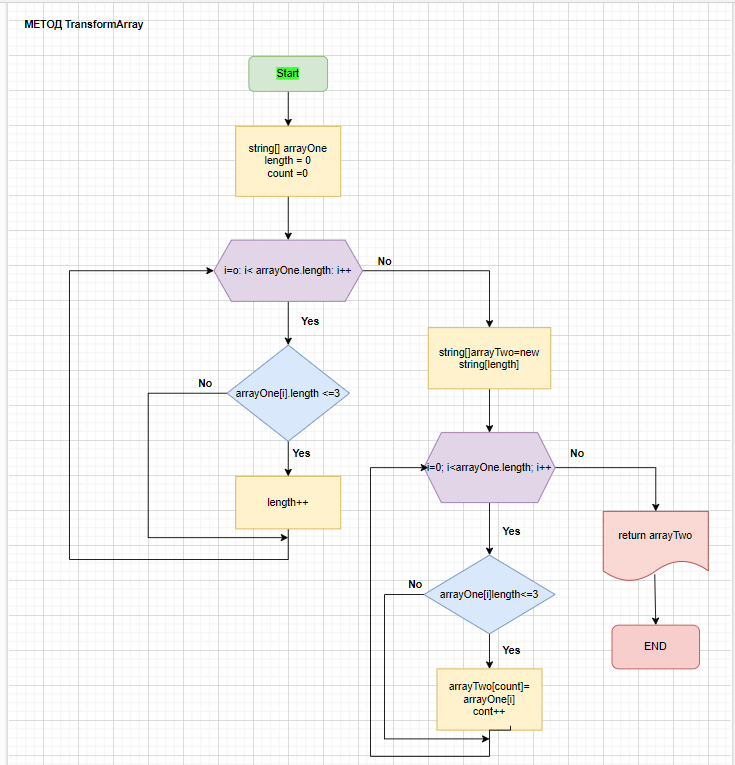 МЕТОД TransformArray
Start
string[] arrayOne
length = 0
count =0
i=o: i< arrayOne.length: i++
No
Yes
arrayOne[i].length <=3
No
Yes
length++
string[]arrayTwo=new
string[length]
i=0; i<arrayOne.length; i++
No
Yes
return arrayTwo
arrayOne[i]length<=3
No
Yes
END
arrayTwo[count]=
arrayOne[i]
cont++